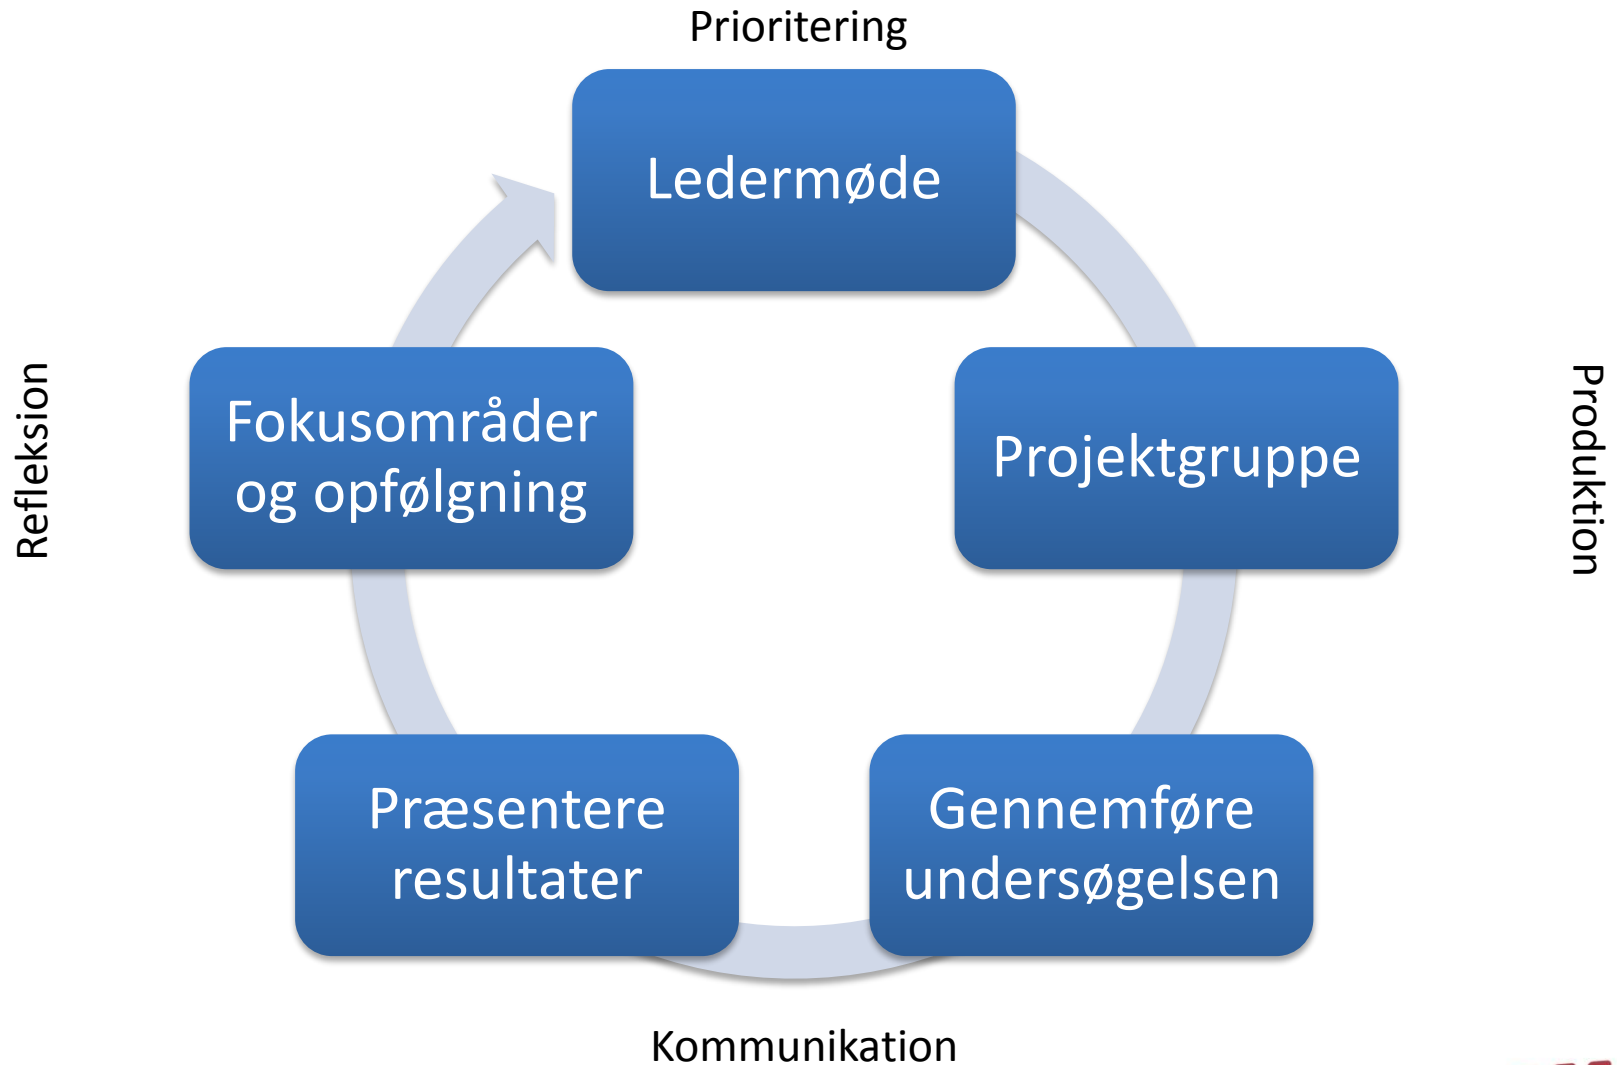 Prioritering
Ledermøde
Refleksion
Fokusområder
og opfølgning
Projektgruppe
Produktion
Præsentere
resultater
Gennemføre
undersøgelsen
Kommunikation